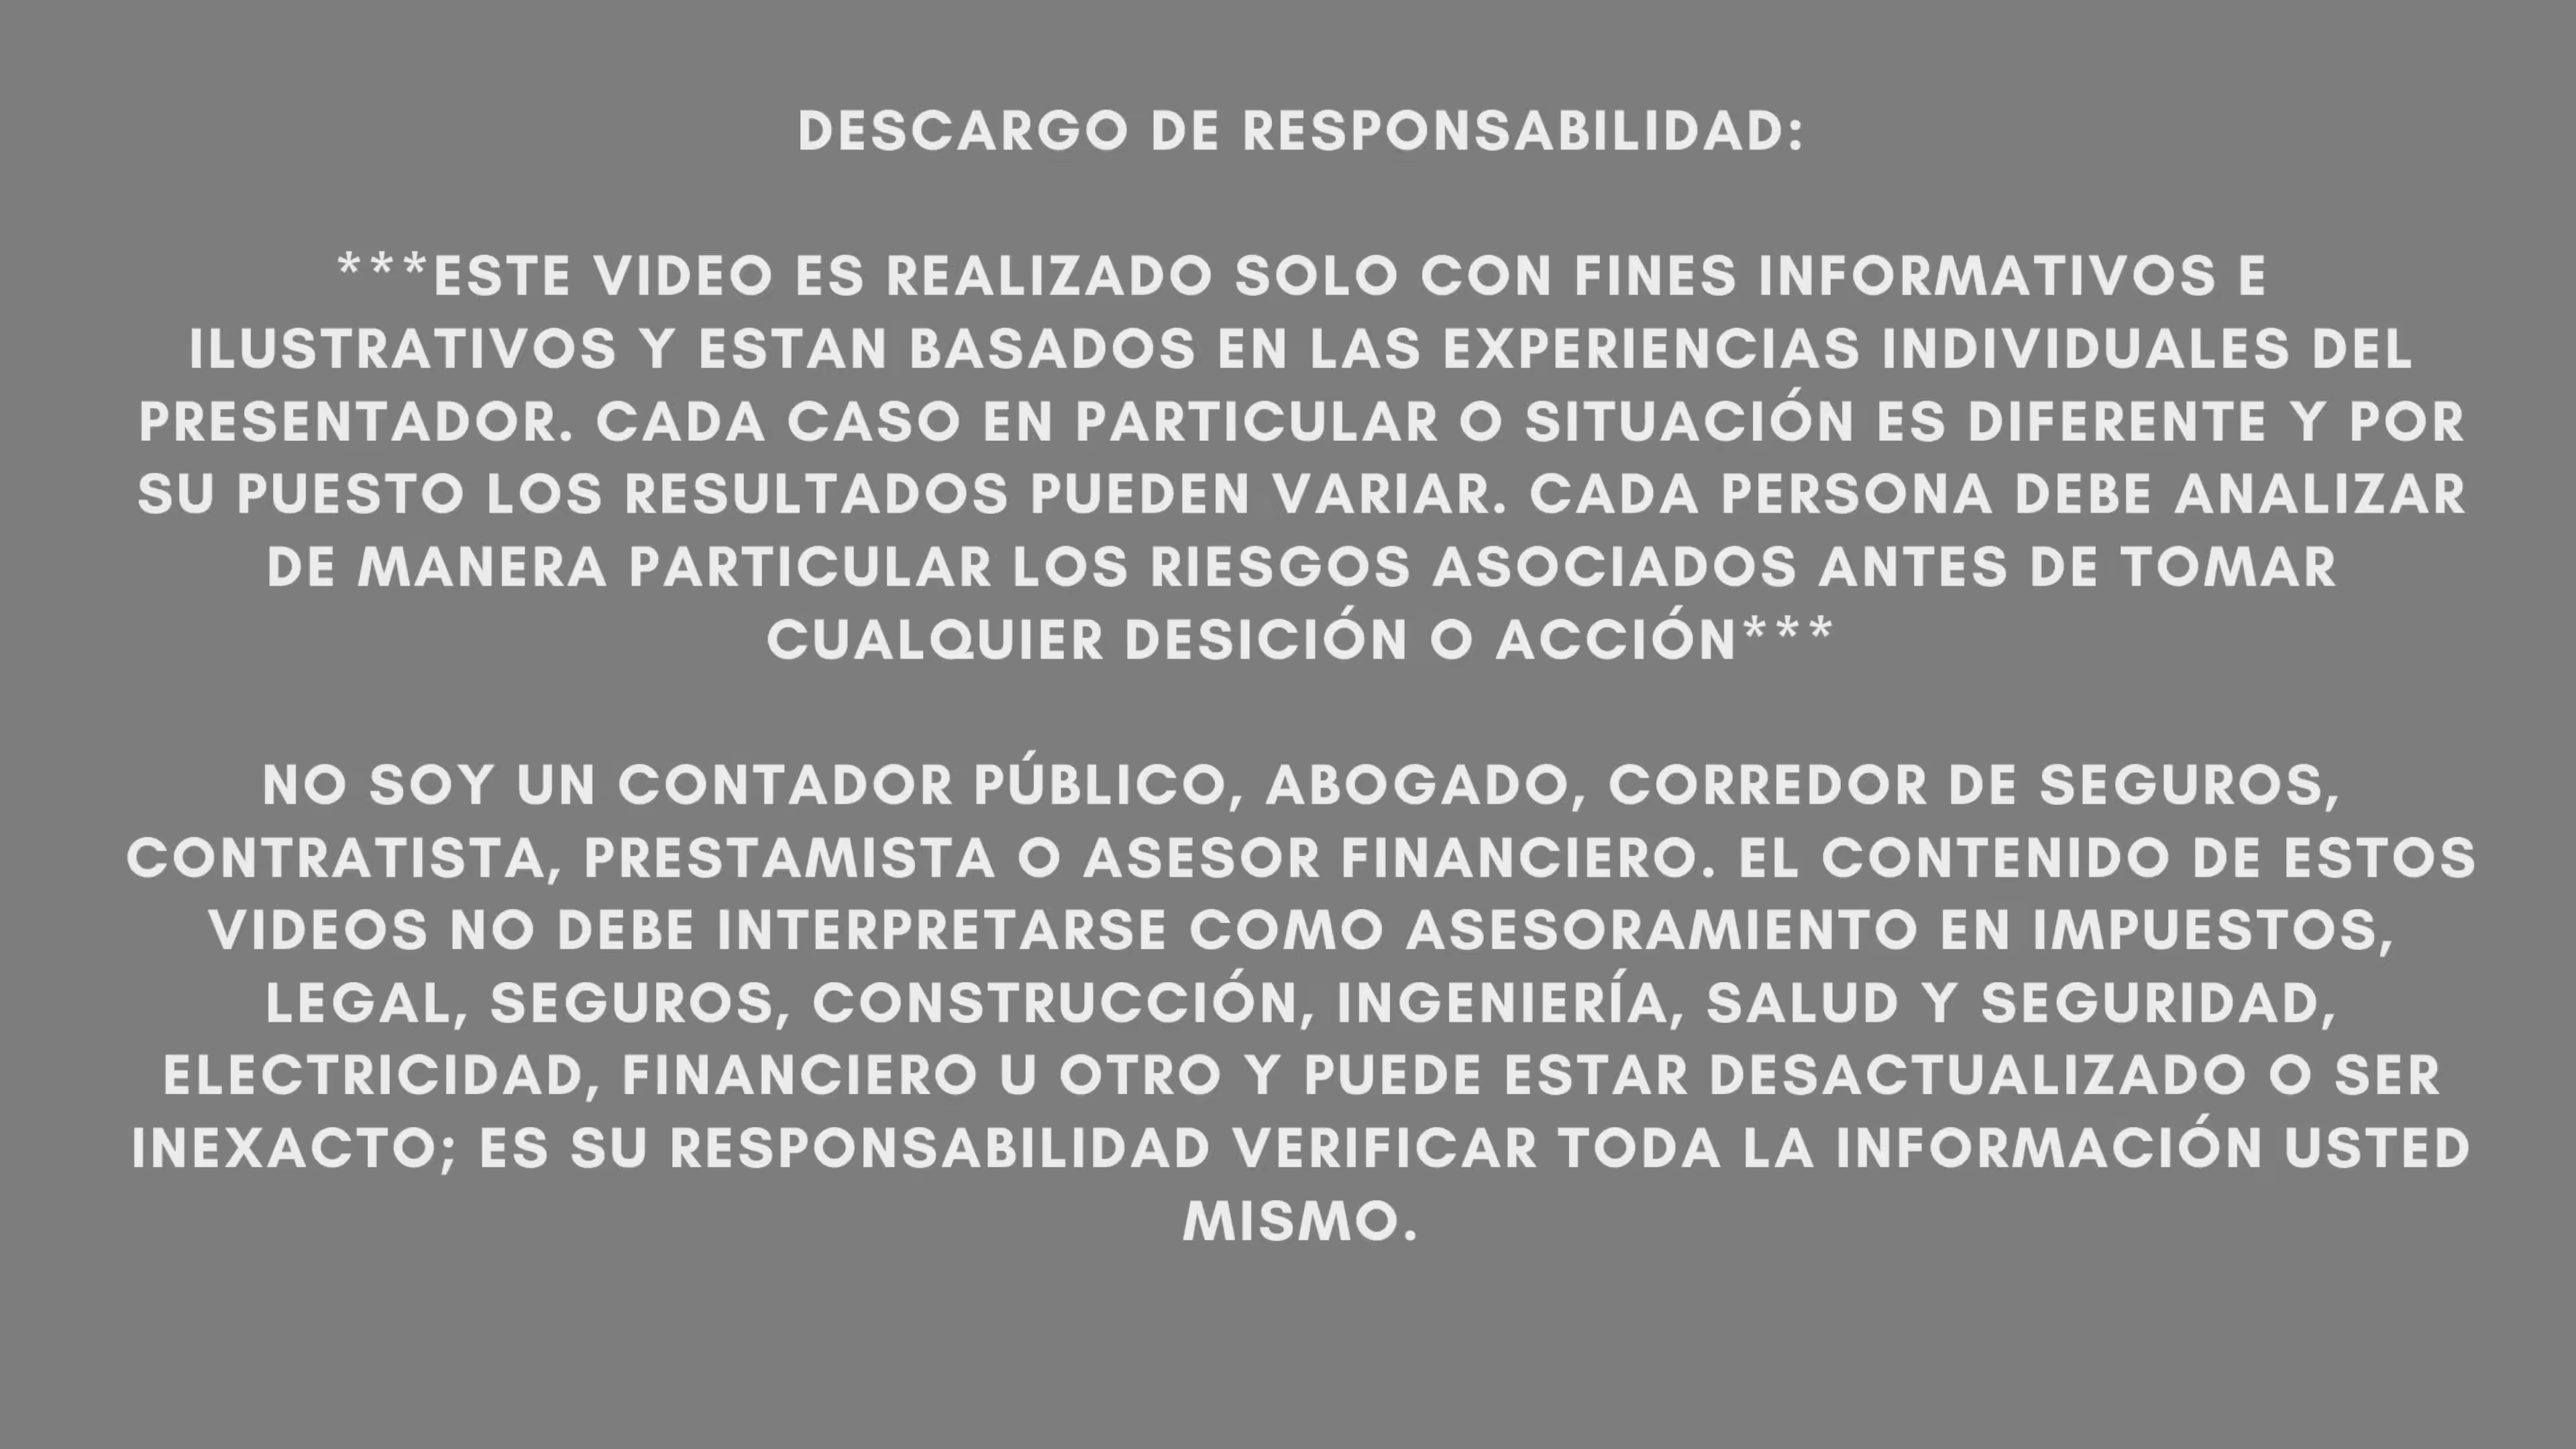 DESCARGO DE RESPONSABILIDAD:
***ESTE VIDEO ES REALIZADO SOLO CON FINES INFORMATIVOS E
ILUSTRATIVOS Y ESTAN BASADOS EN LAS EXPERIENCIAS INDIVIDUALES DEL
PRESENTADOR. CADA CASO EN PARTICULAR O SITUACIÓN ES DIFERENTE Y POR
SU PUESTO LOS RESULTADOS PUEDEN VARIAR. CADA PERSONA DEBE ANALIZAR
DE MANERA PARTICULAR LOS RIESGOS ASOCIADOS ANTES DE TOMAR
CUALQUIER DESICIÓN O ACCIÓN***
NO SOY UN CONTADOR PÚBLICO, ABOGADO, CORREDOR DE SEGUROS,
CONTRATISTA, PRESTAMISTA O ASESOR FINANCIERO. EL CONTENIDO DE ESTOS
VIDEOS NO DEBE INTERPRETARSE COMO ASESORAMIENTO EN IMPUESTOS,
LEGAL, SEGUROS, CONSTRUCCIÓN, INGENIERÍA, SALUD Y SEGURIDAD,
ELECTRICIDAD, FINANCIERO U OTRO Y PUEDE ESTAR DESACTUALIZADO O SER
INEXACTO; ES SU RESPONSABILIDAD VERIFICAR TODA LA INFORMACIÓN USTED
MISMO.